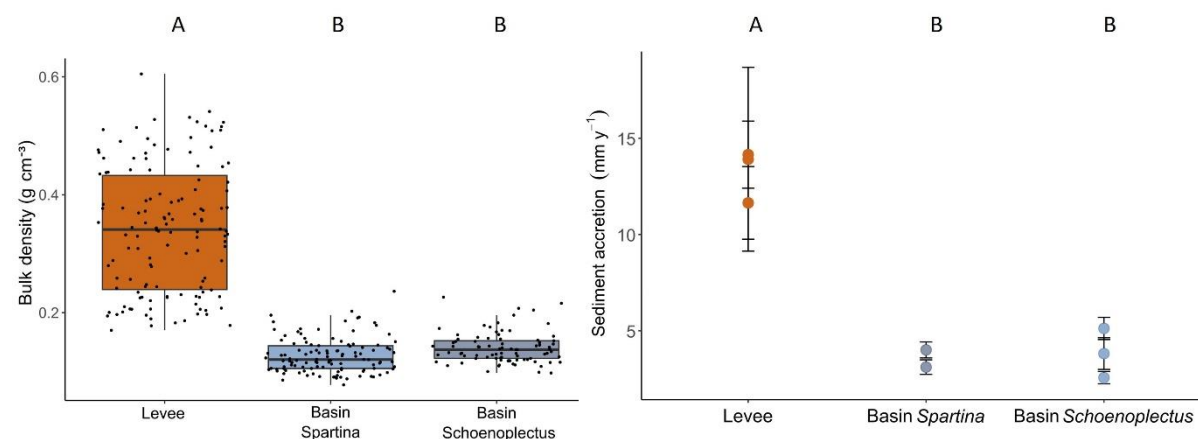 A B B
Bulk density (g cm⁻³)
0.6
0.4
0.2
Levee
Basin
Spartina
Basin
Schoenoplectus
A B B
Sediment accretion (mm y⁻¹)
15
10
5
Levee
Basin Spartina
Basin Schoenoplectus